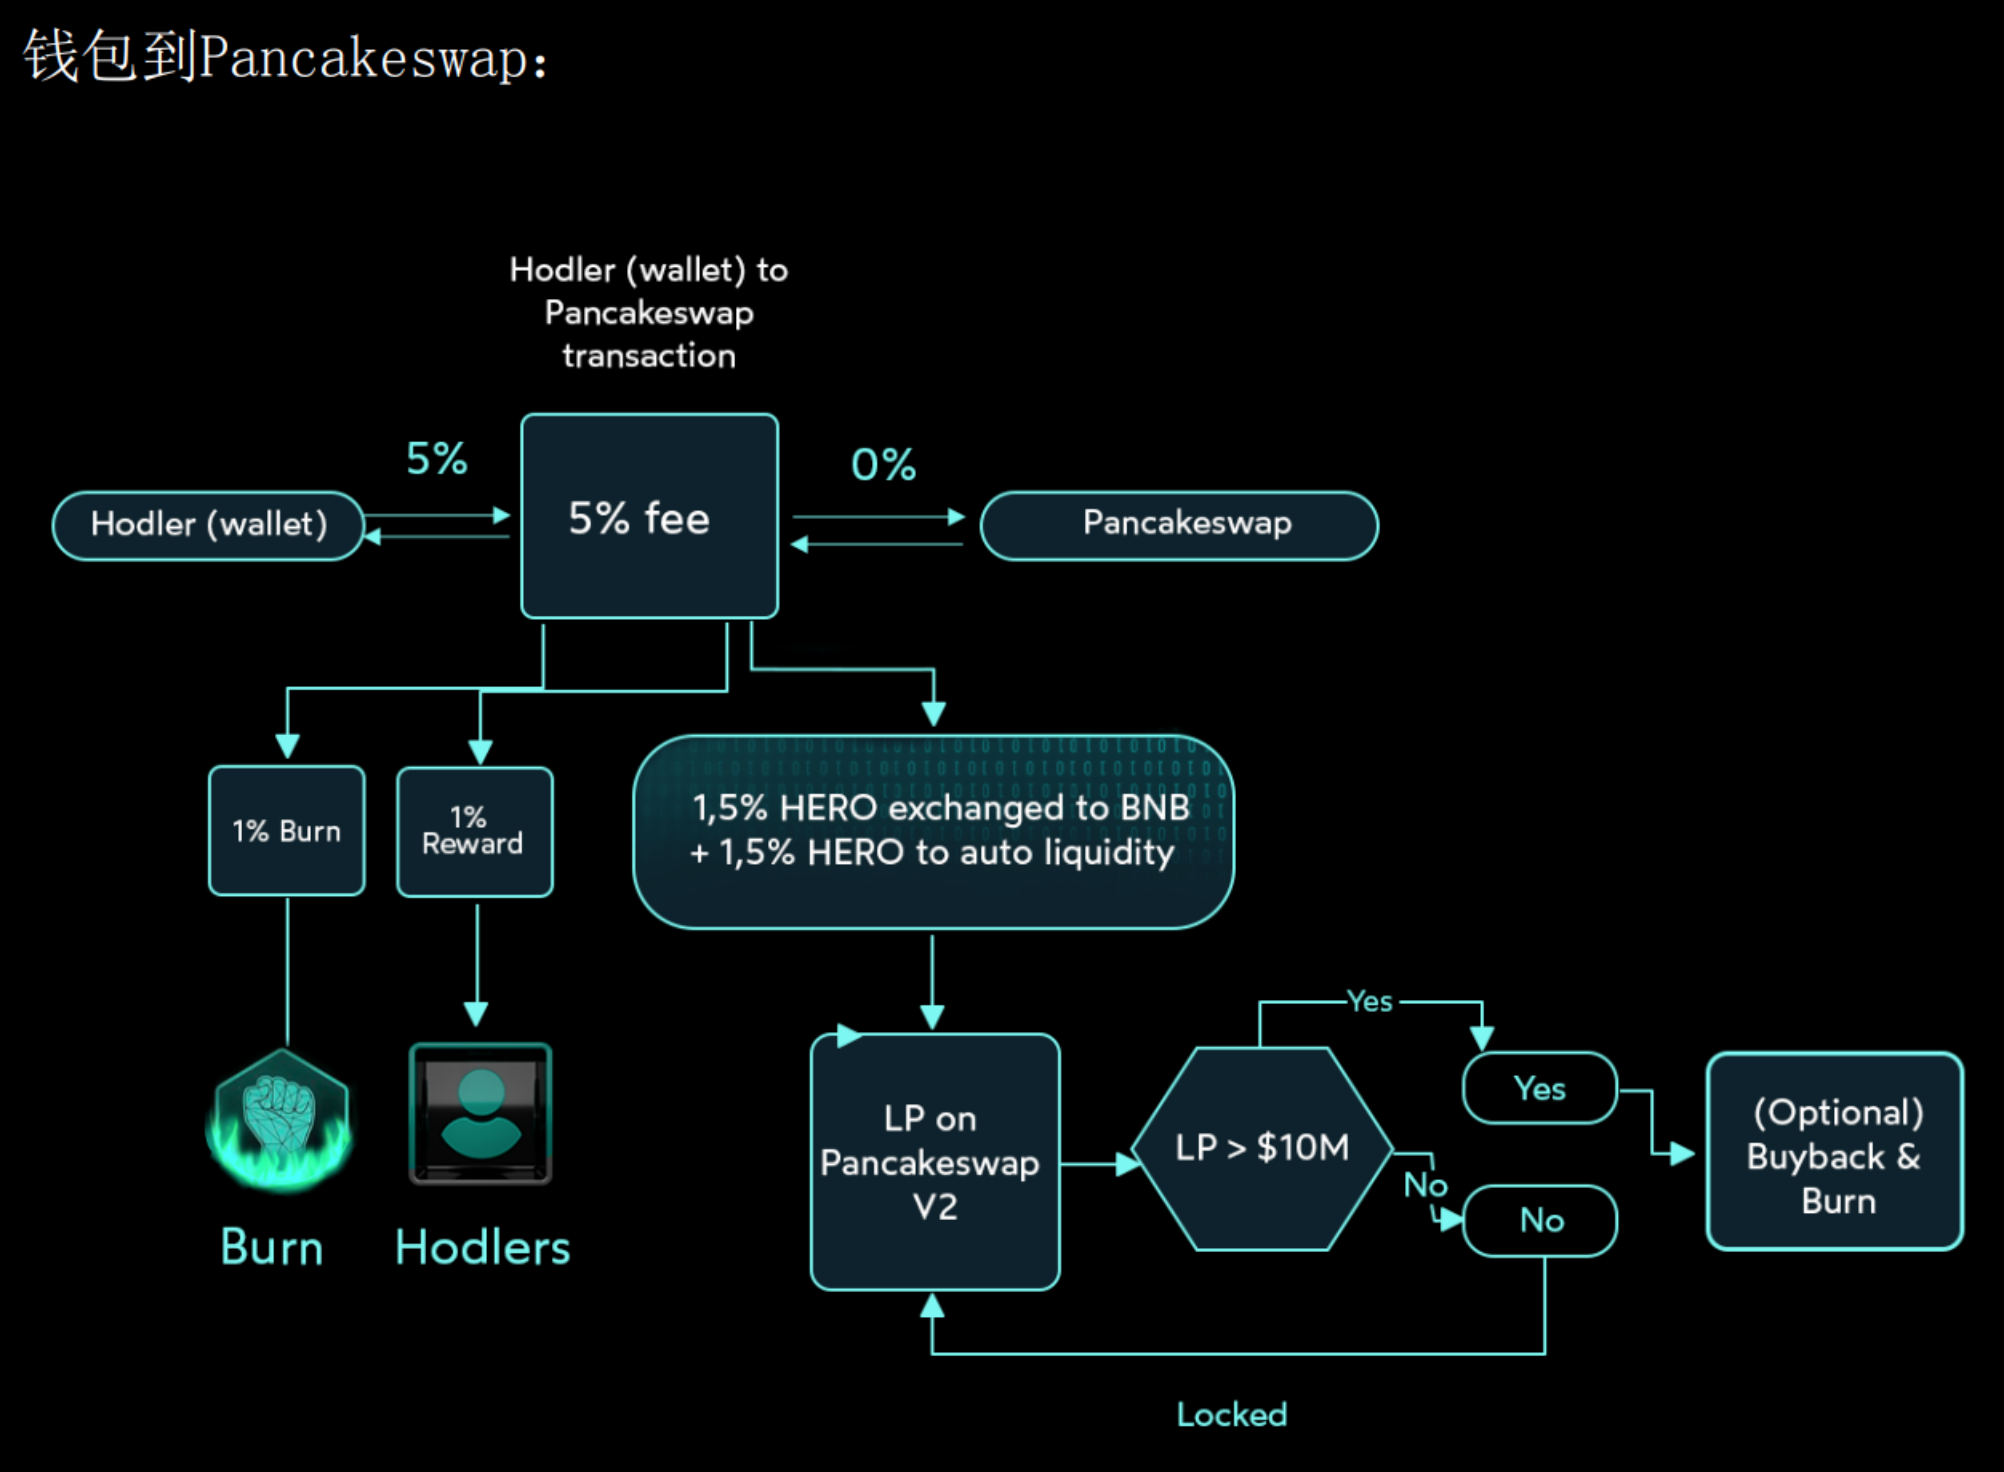 钱包到Pancakeswap：
Hodler (wallet) to
Pancakeswap
transaction
5%
0%
Hodler (wallet)
5% fee
Pancakeswap
1% Burn
1%
Reward
1,5% HERO exchanged to BNB
+ 1,5% HERO to auto liquidity
Burn
Hodlers
LP on
Pancakeswap
V2
LP > $10M
Yes
Yes
No
No
(Optional)
Buyback &
Burn
Locked